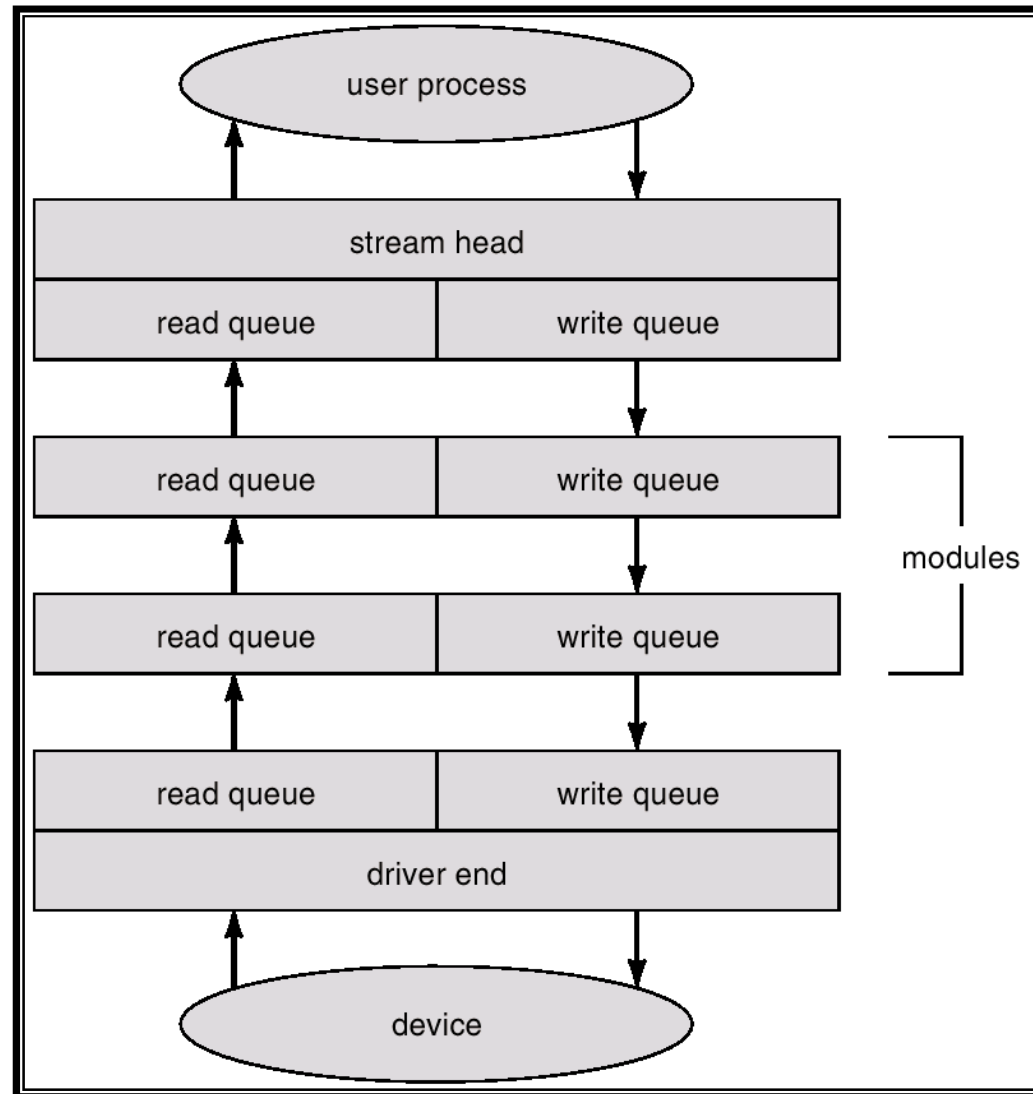 user process
stream head
read queue write queue
read queue write queue
modules
read queue write queue
read queue write queue
driver end
device